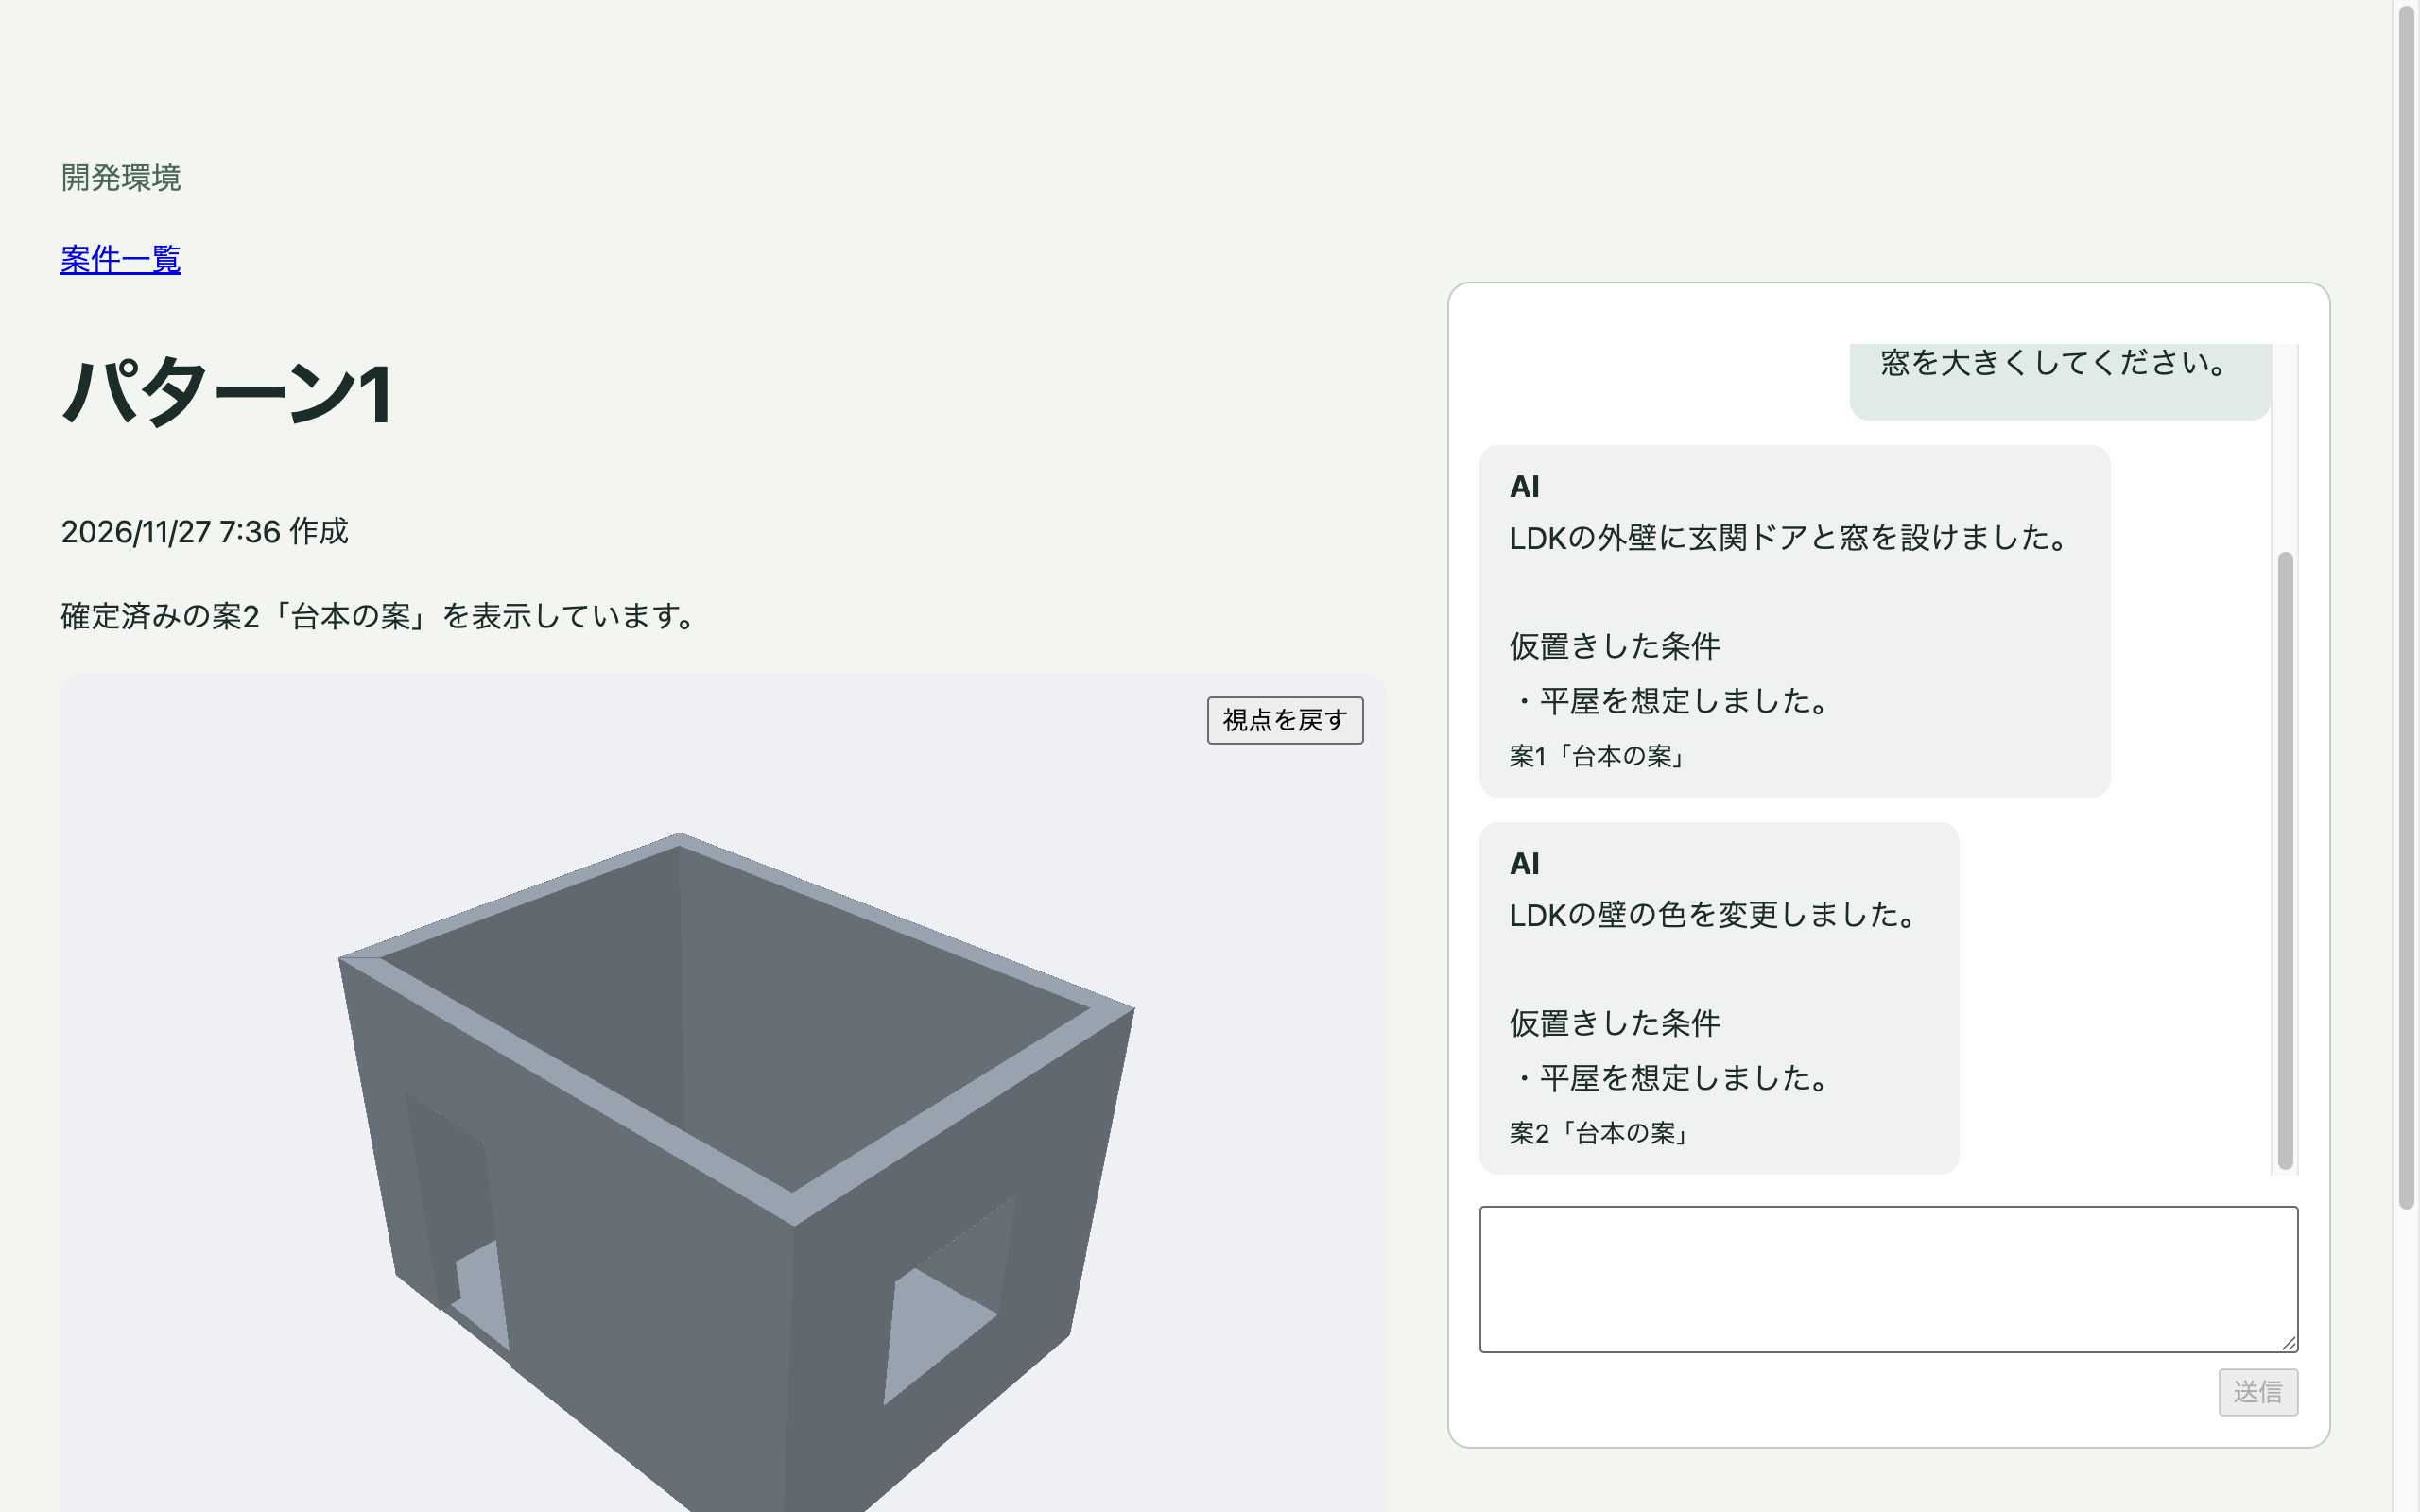 開発環境
案件一覧
パターン1
2026/11/27 7:36 作成
確定済みの案2「台本の案」を表示しています。
視点を戻す
窓を大きくしてください。
AI
LDKの外壁に玄関ドアと窓を設けました。
仮置きした条件
・平屋を想定しました。
案1「台本の案」
AI
LDKの壁の色を変更しました。
仮置きした条件
・平屋を想定しました。
案2「台本の案」
送信